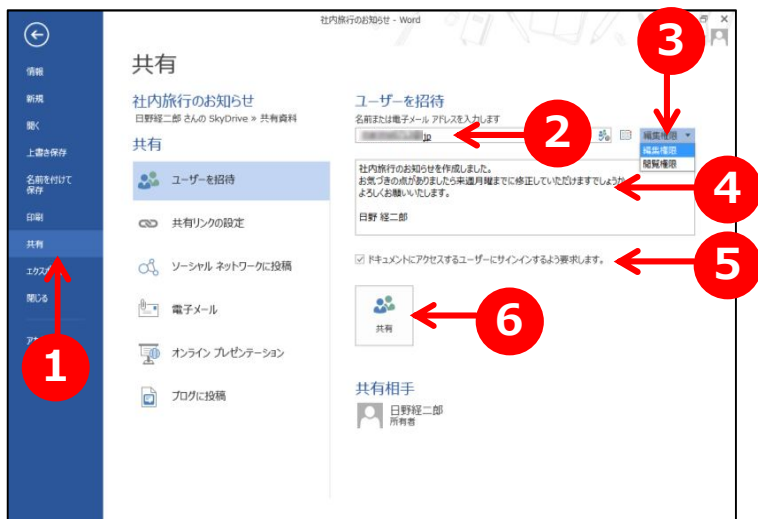 社内旅行のお知らせ - Word
情報
新規
開く
上書き保存
名前を付けて
保存
印刷
共有
エクスポ
閉じる
共有
社内旅行のお知らせ
日野経二郎 さんの SkyDrive » 共有資料
共有
ユーザーを招待
共有リンクの設定
ソーシャル ネットワークに投稿
電子メール
オンライン プレゼンテーション
ブログに投稿
ユーザーを招待
名前または電子メール アドレスを入力します
jp
編集権限
編集権限
閲覧権限
社内旅行のお知らせを作成しました。
お気づきの点がありましたら来週月曜までに修正していただけますでしょうか
よろしくお願いいたします。
日野 経二郎
ドキュメントにアクセスするユーザーにサインインするよう要求します。
共有
共有相手
日野経二郎
所有者
1
2
3
4
5
6